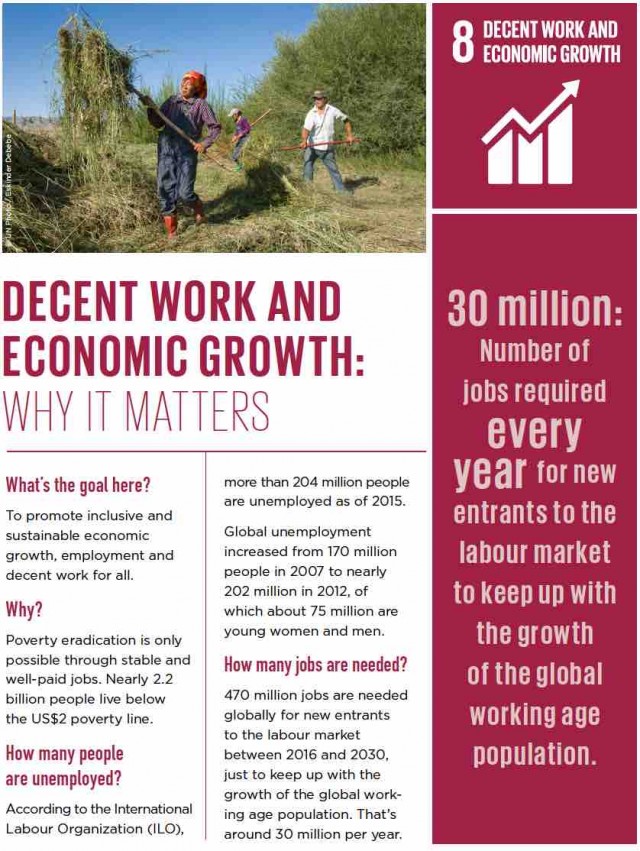 © UN Photo / Eskinder Debebe
8 DECENT WORK AND
ECONOMIC GROWTH
DECENT WORK AND
ECONOMIC GROWTH:
WHY IT MATTERS
What's the goal here?
To promote inclusive and
sustainable economic
growth, employment and
decent work for all.
Why?
Poverty eradication is only
possible through stable and
well-paid jobs. Nearly 2.2
billion people live below
the US$2 poverty line.
How many people
are unemployed?
According to the International
Labour Organization (ILO),
more than 204 million people
are unemployed as of 2015.
Global unemployment
increased from 170 million
people in 2007 to nearly
202 million in 2012, of
which about 75 million are
young women and men.
How many jobs are needed?
470 million jobs are needed
globally for new entrants
to the labour market
between 2016 and 2030,
just to keep up with the
growth of the global work-
ing age population. That's
around 30 million per year.
30 million:
Number of
jobs required
every
year for new
entrants to the
labour market
to keep up with
the growth
of the global
working age
population.